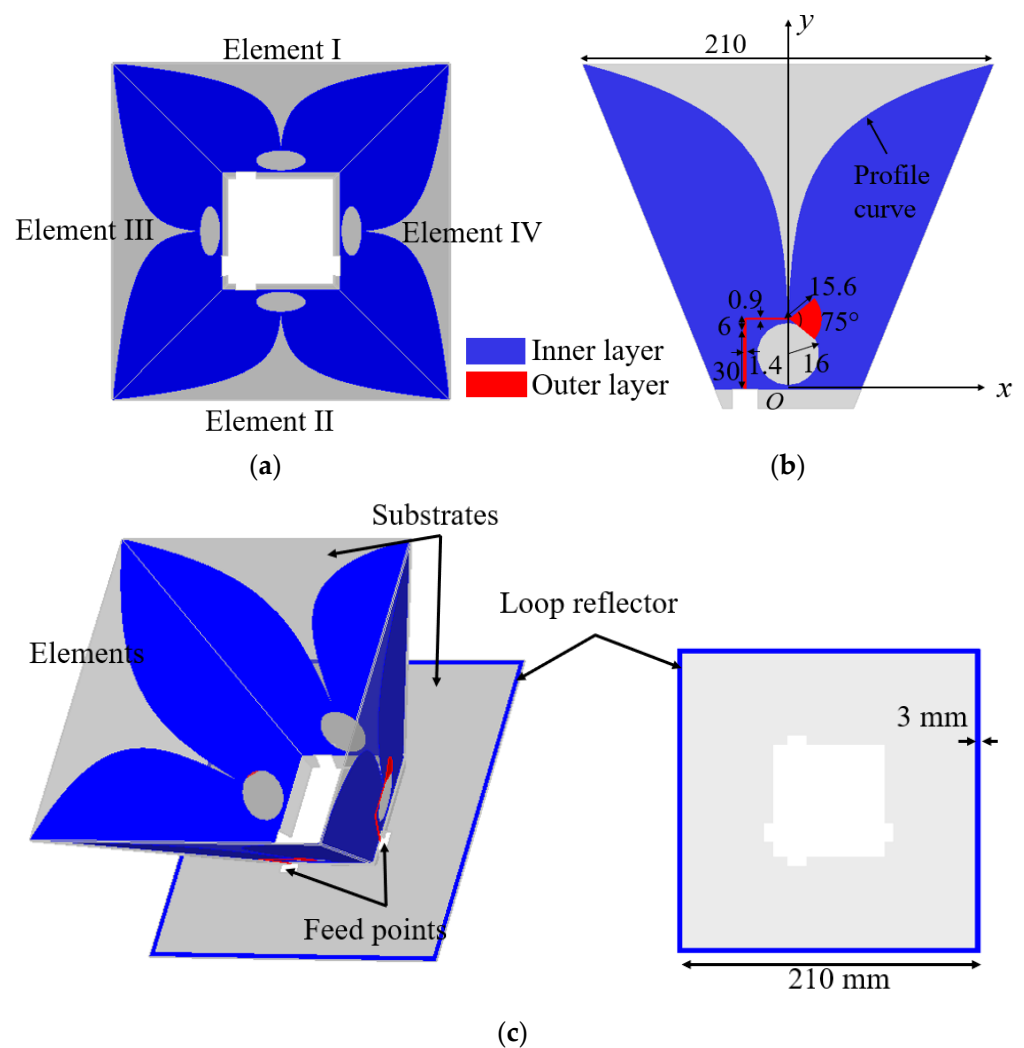 Element I
Element III
Element IV
Element II
(a)
Inner layer
Outer layer
y
210
Profile
curve
0.9
15.6
6
75°
30
1.4
16
O
x
(b)
Substrates
Elements
Loop reflector
Feed points
3 mm
210 mm
(c)